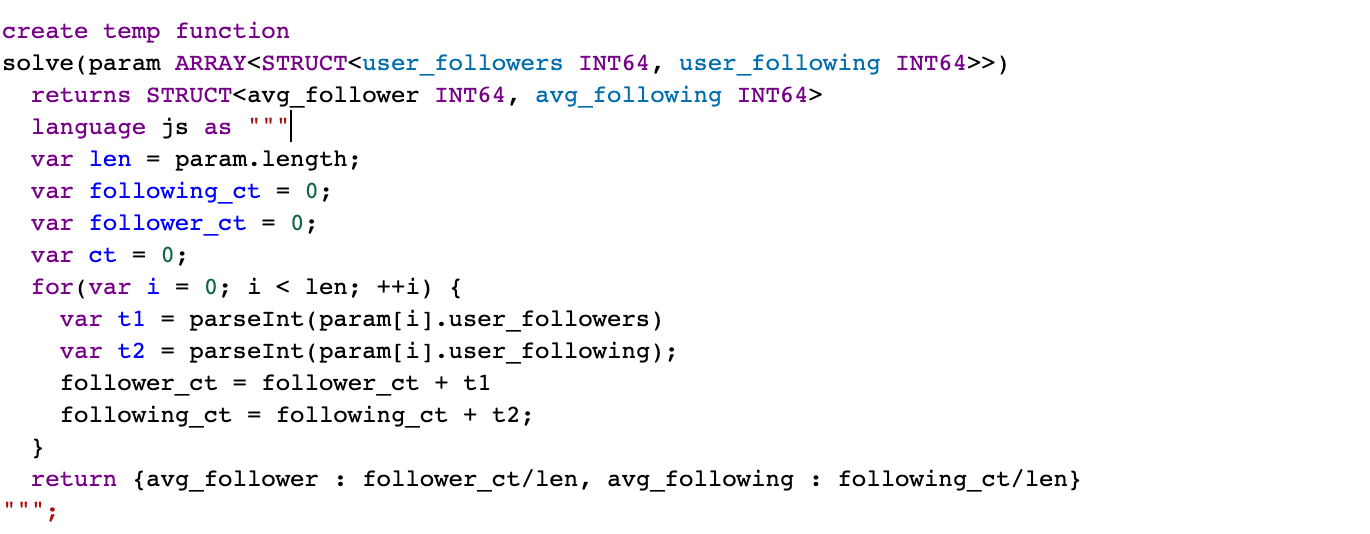 create temp function
solve(param ARRAY<STRUCT<user_followers INT64, user_following INT64>>)
  returns STRUCT<avg_follower INT64, avg_following INT64>
  language js as """
  var len = param.length;
  var following_ct = 0;
  var follower_ct = 0;
  var ct = 0;
  for(var i = 0; i < len; ++i) {
    var t1 = parseInt(param[i].user_followers)
    var t2 = parseInt(param[i].user_following);
    follower_ct = follower_ct + t1
    following_ct = following_ct + t2;
  }
  return {avg_follower : follower_ct/len, avg_following : following_ct/len}
""";